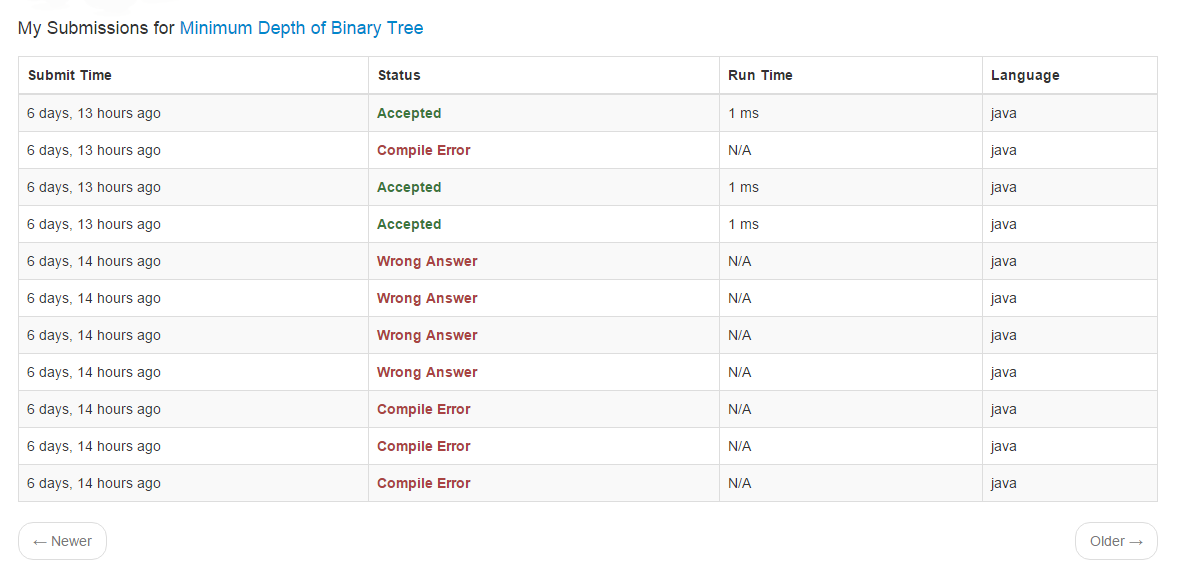 My Submissions for Minimum Depth of Binary Tree
Submit Time Status Run Time Language
6 days, 13 hours ago Accepted 1 ms java
6 days, 13 hours ago Compile Error N/A java
6 days, 13 hours ago Accepted 1 ms java
6 days, 13 hours ago Accepted 1 ms java
6 days, 14 hours ago Wrong Answer N/A java
6 days, 14 hours ago Wrong Answer N/A java
6 days, 14 hours ago Wrong Answer N/A java
6 days, 14 hours ago Wrong Answer N/A java
6 days, 14 hours ago Compile Error N/A java
6 days, 14 hours ago Compile Error N/A java
6 days, 14 hours ago Compile Error N/A java
← Newer Older →